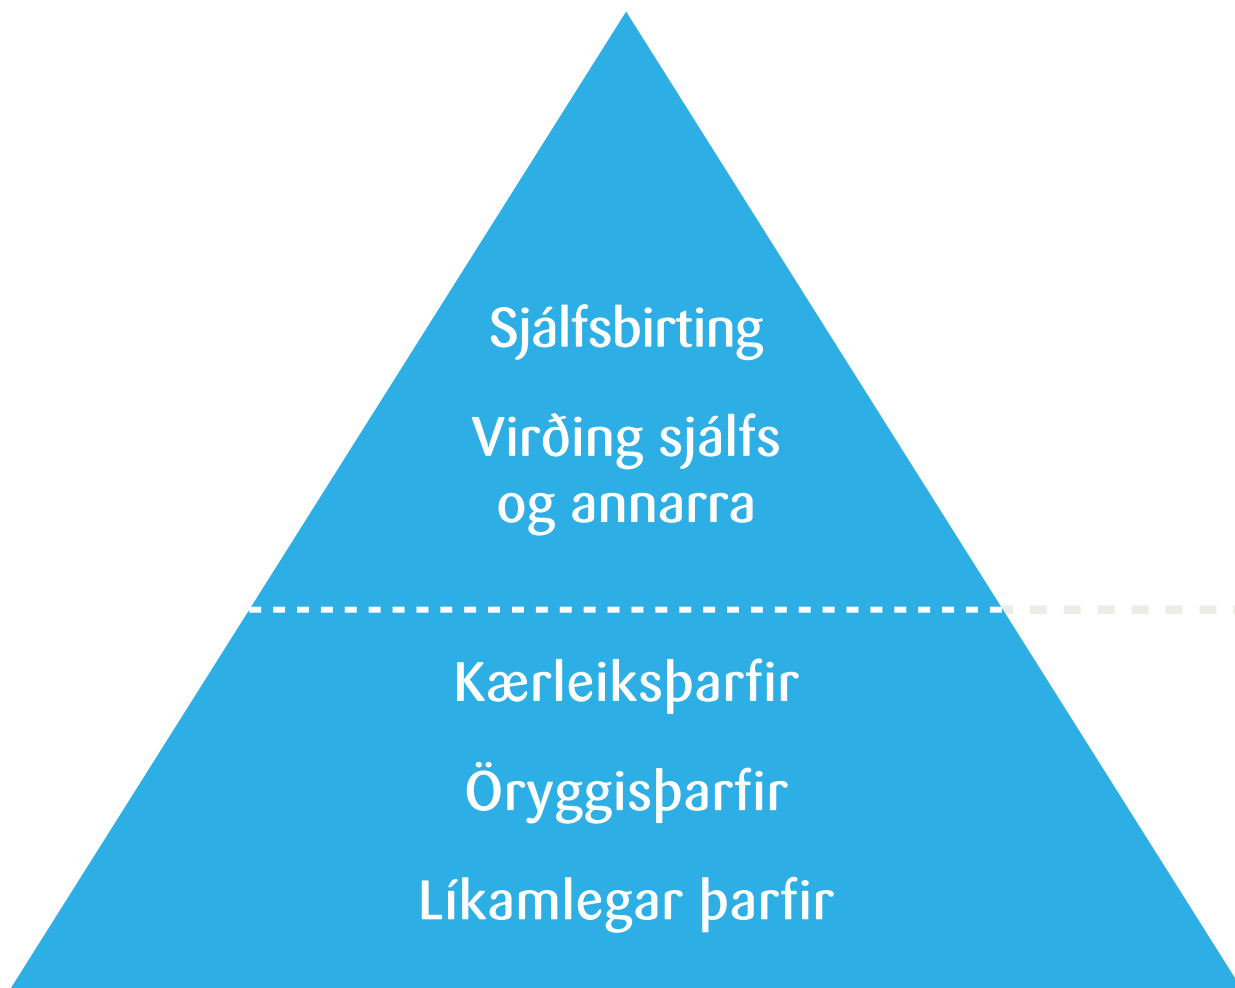 Sjálfsbirting
Virðing sjálfs
og annarra
Kærleiksþarfir
Öryggisþarfir
Líkamlegar þarfir